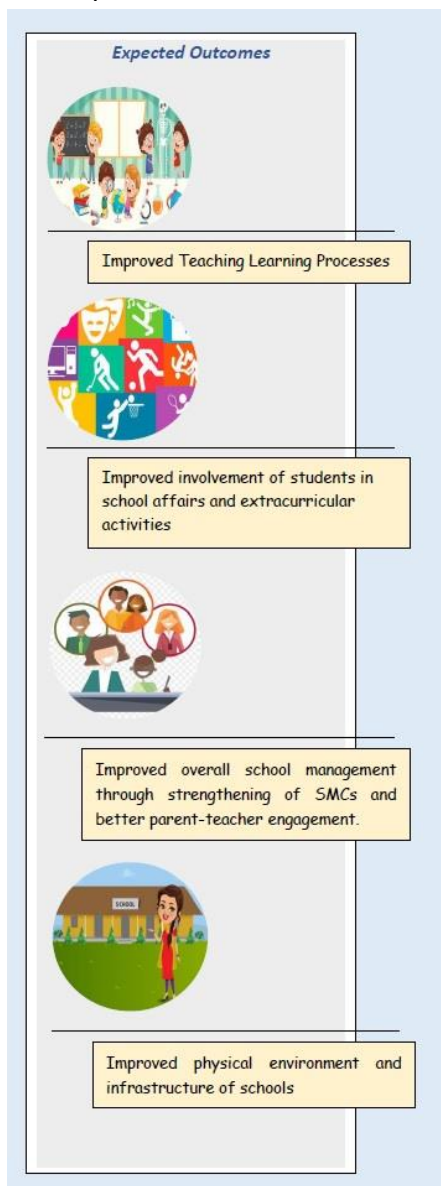 Expected Outcomes
Improved Teaching Learning Processes
Improved involvement of students in
school affairs and extracurricular
activities
Improved overall school management
through strengthening of SMCs and
better parent-teacher engagement.
SCHOOL
Improved physical environment and
infrastructure of schools